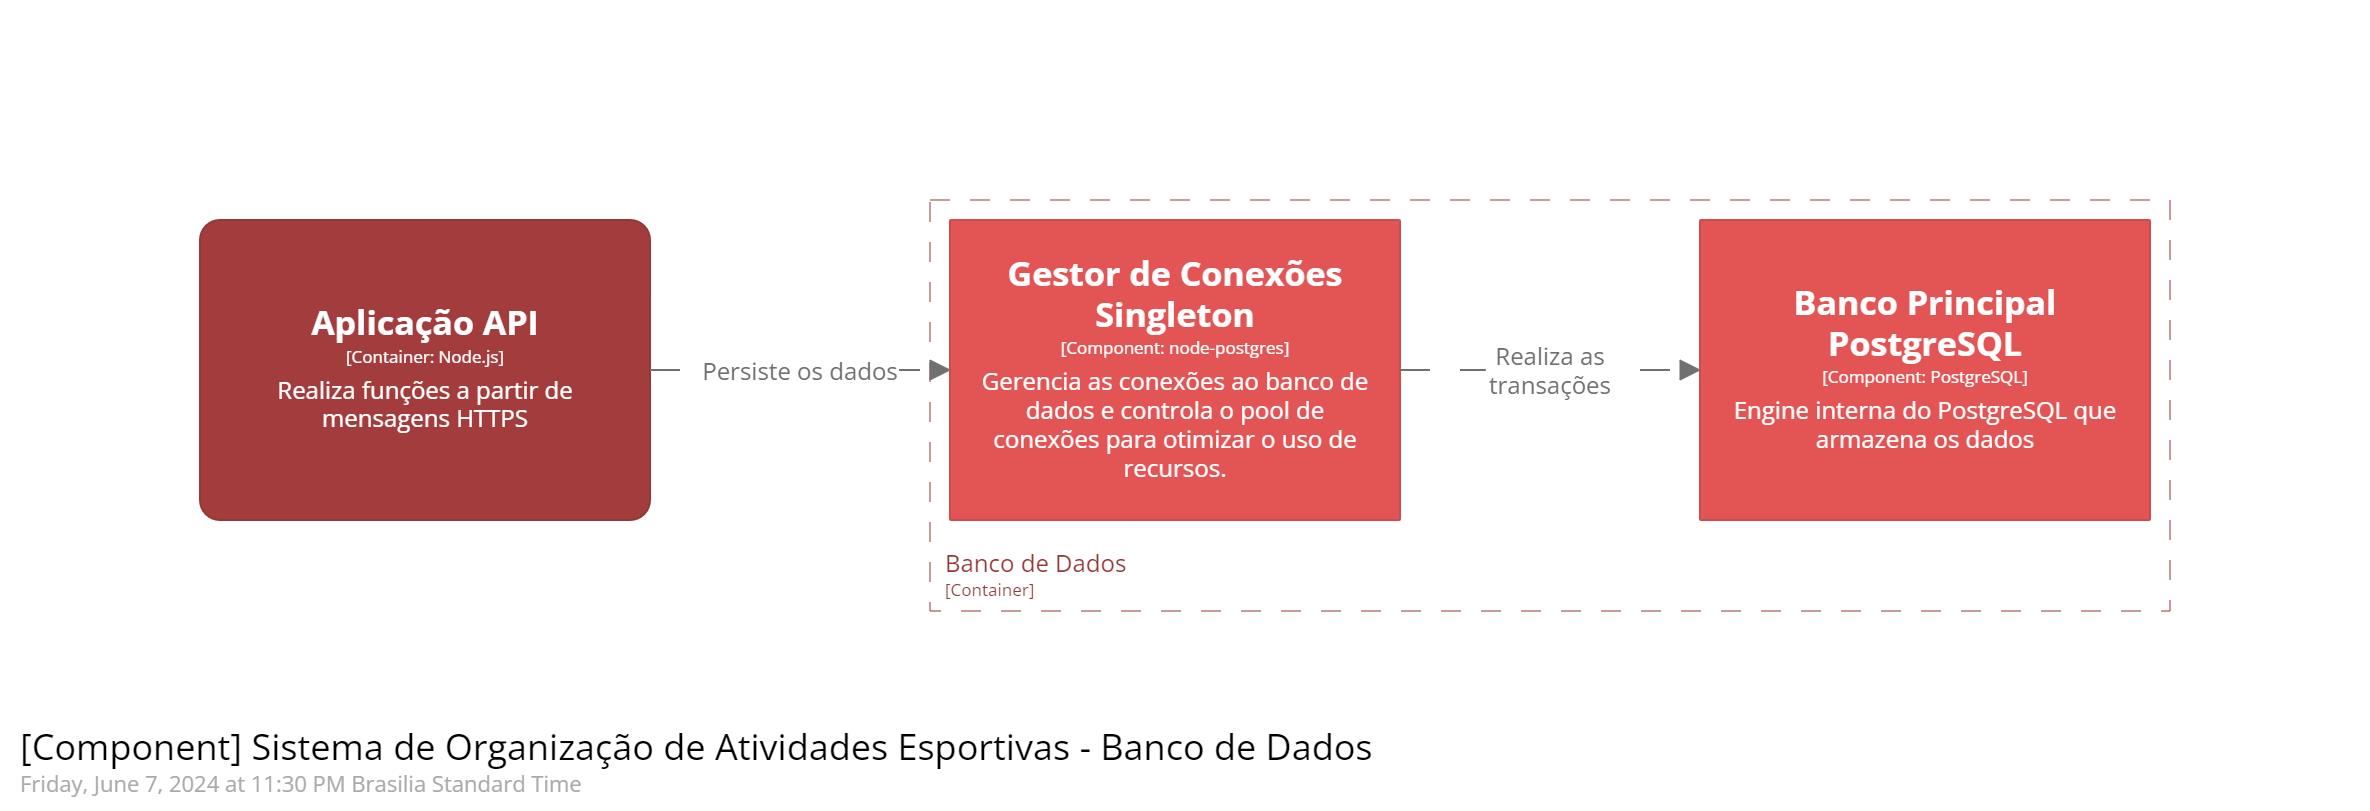 Aplicação API
[Container: Node.js]
Realiza funções a partir de
mensagens HTTPS
Persiste os dados
Gestor de Conexões
Singleton
[Component: node-postgres]
Gerencia as conexões ao banco de
dados e controla o pool de
conexões para otimizar o uso de
recursos.
Realiza as
transações
Banco Principal
PostgreSQL
[Component: PostgreSQL]
Engine interna do PostgreSQL que
armazena os dados
Banco de Dados
[Container]
[Component] Sistema de Organização de Atividades Esportivas - Banco de Dados
Friday, June 7, 2024 at 11:30 PM Brasilia Standard Time